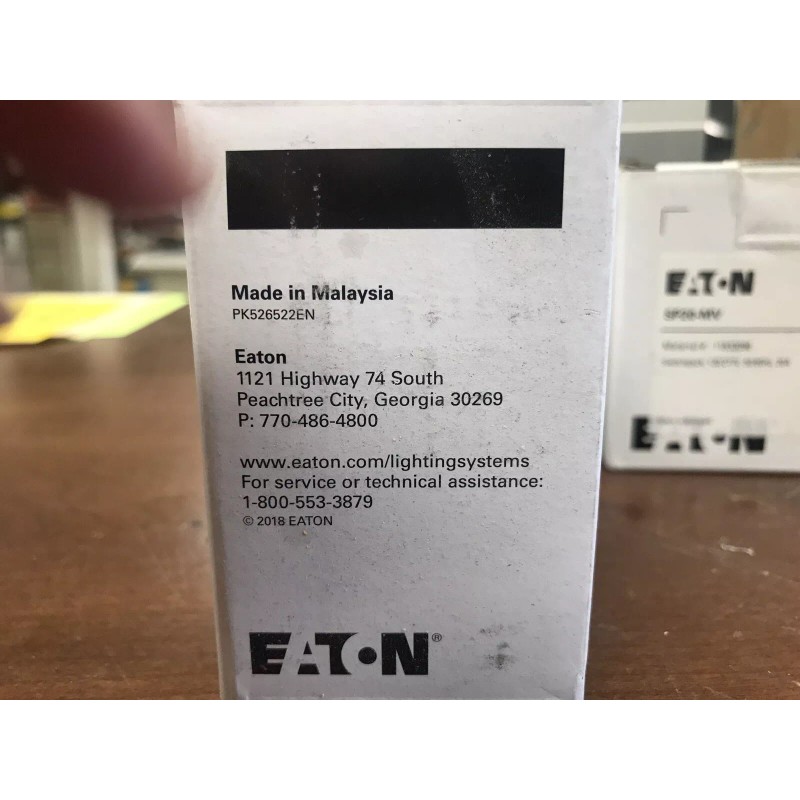 Made in Malaysia
PK526522EN
Eaton
1121 Highway 74 South
Peachtree City, Georgia 30269
P: 770-486-4800
www.eaton.com/lightingsystems
For service or technical assistance:
1-800-553-3879
© 2018 EATON
EATON®
EATON
EATON